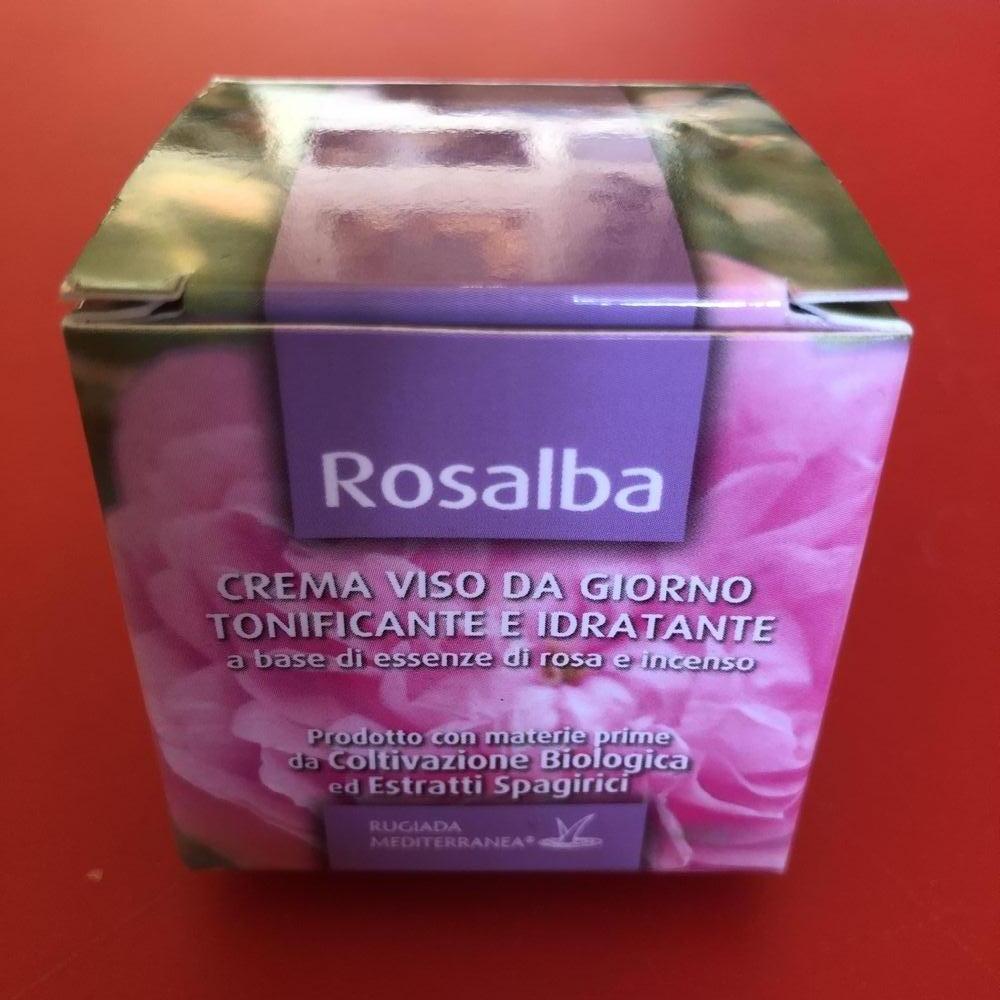 Rosalba
CREMA VISO DA GIORNO
TONIFICANTE E IDRATANTE
a base di essenze di rosa e incenso
Prodotto con materie prime
da Coltivazione Biologica
ed Estratti Spagirici
RUGIADA
MEDITERRANEA®